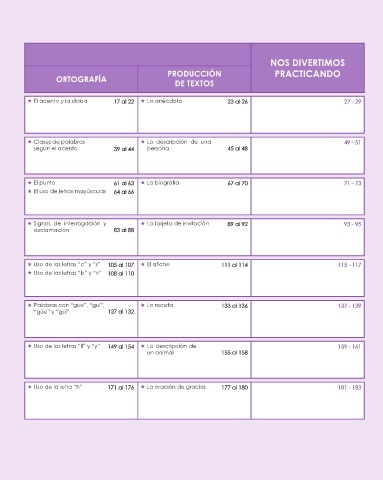 NOS DIVERTIMOS
PRACTICANDO
ORTOGRAFÍA
PRODUCCIÓN
DE TEXTOS
★ El acento y la sílaba 17 al 22
★ La anécdota 23 al 26
27 - 29
★ Clases de palabras
según el acento 39 al 44
★ La descripción de una
persona 45 al 48
49 - 51
★ El punto 61 al 63
★ El uso de letras mayúsculas 64 al 66
★ La biografía 67 al 70
71 - 73
★ Signos de interrogación y
exclamación 83 al 88
★ La tarjeta de invitación 89 al 92
93 - 95
★ Uso de las letras "c" y 105 al 107
★ Uso de las letras "b" y "v" 108 al 110
★ El afiche 111 al 114
115 - 117
★ Palabras con "gue", "gui",
"güe" y "güi" 127 al 132
★ La receta 133 al 136
137 - 139
★ Uso de las letras "ll" y "y" 149 al 154
★ La descripción de
un animal 155 al 158
159 - 161
★ Uso de la letra "h" 171 al 176
★ La oración de gracias 177 al 180
181 - 183